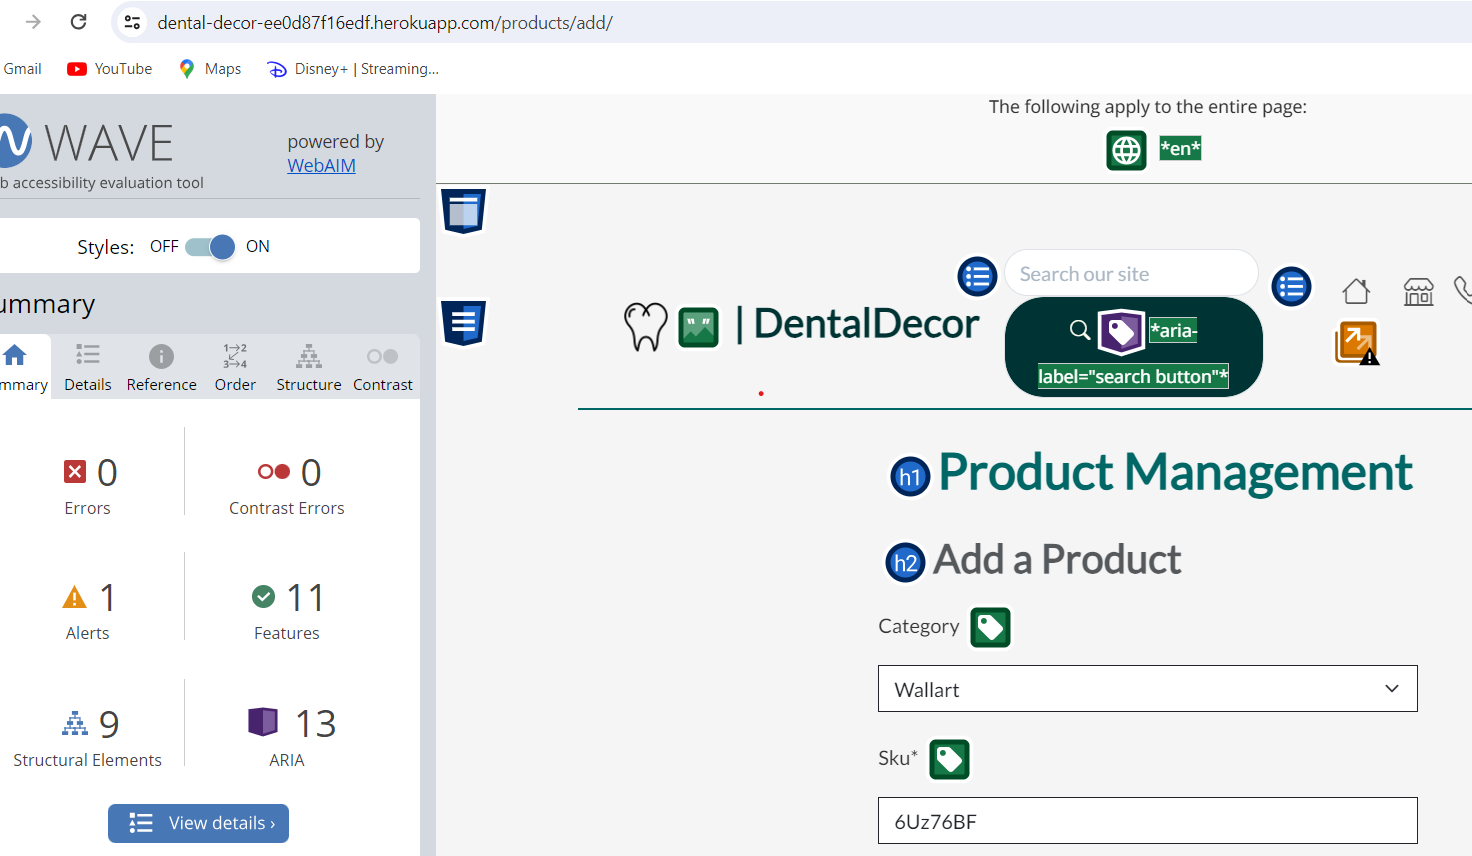 dental-decor-ee0d87f16edf.herokuapp.com/products/add/
Gmail YouTube Maps Disney+ | Streaming...
WAVE
powered by
WebAIM
b accessibility evaluation tool
Styles: OFF ON
ummary
mmary Details Reference Order Structure Contrast
0
Errors
0
Contrast Errors
1
Alerts
11
Features
9
Structural Elements
13
ARIA
View details ›
The following apply to the entire page:
*en*
| DentalDecor
Search our site
*aria-
label="search button"*
h1 Product Management
h2 Add a Product
Category
Wallart
Sku*
6Uz76BF